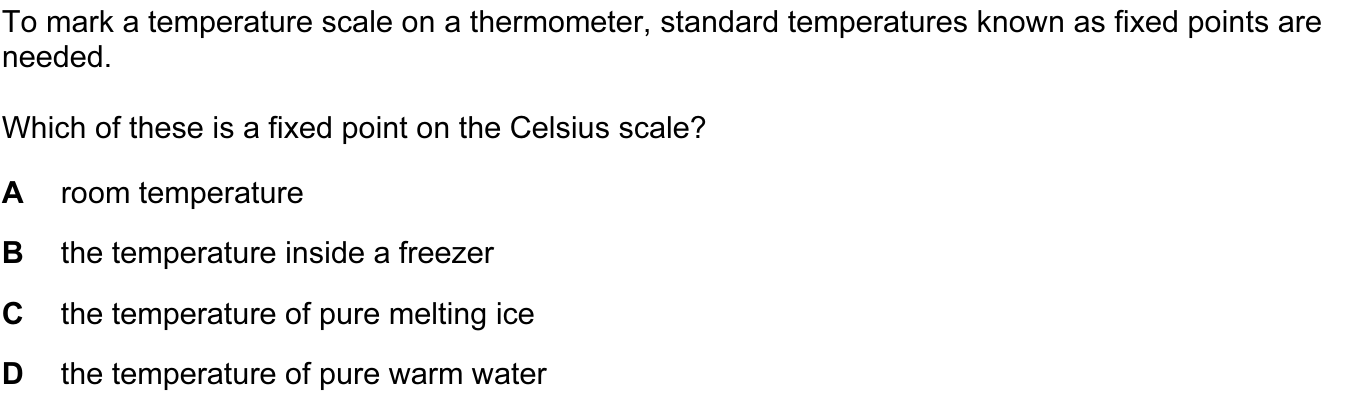 To mark a temperature scale on a thermometer, standard temperatures known as fixed points are
needed.
Which of these is a fixed point on the Celsius scale?
A room temperature
B the temperature inside a freezer
C the temperature of pure melting ice
D the temperature of pure warm water